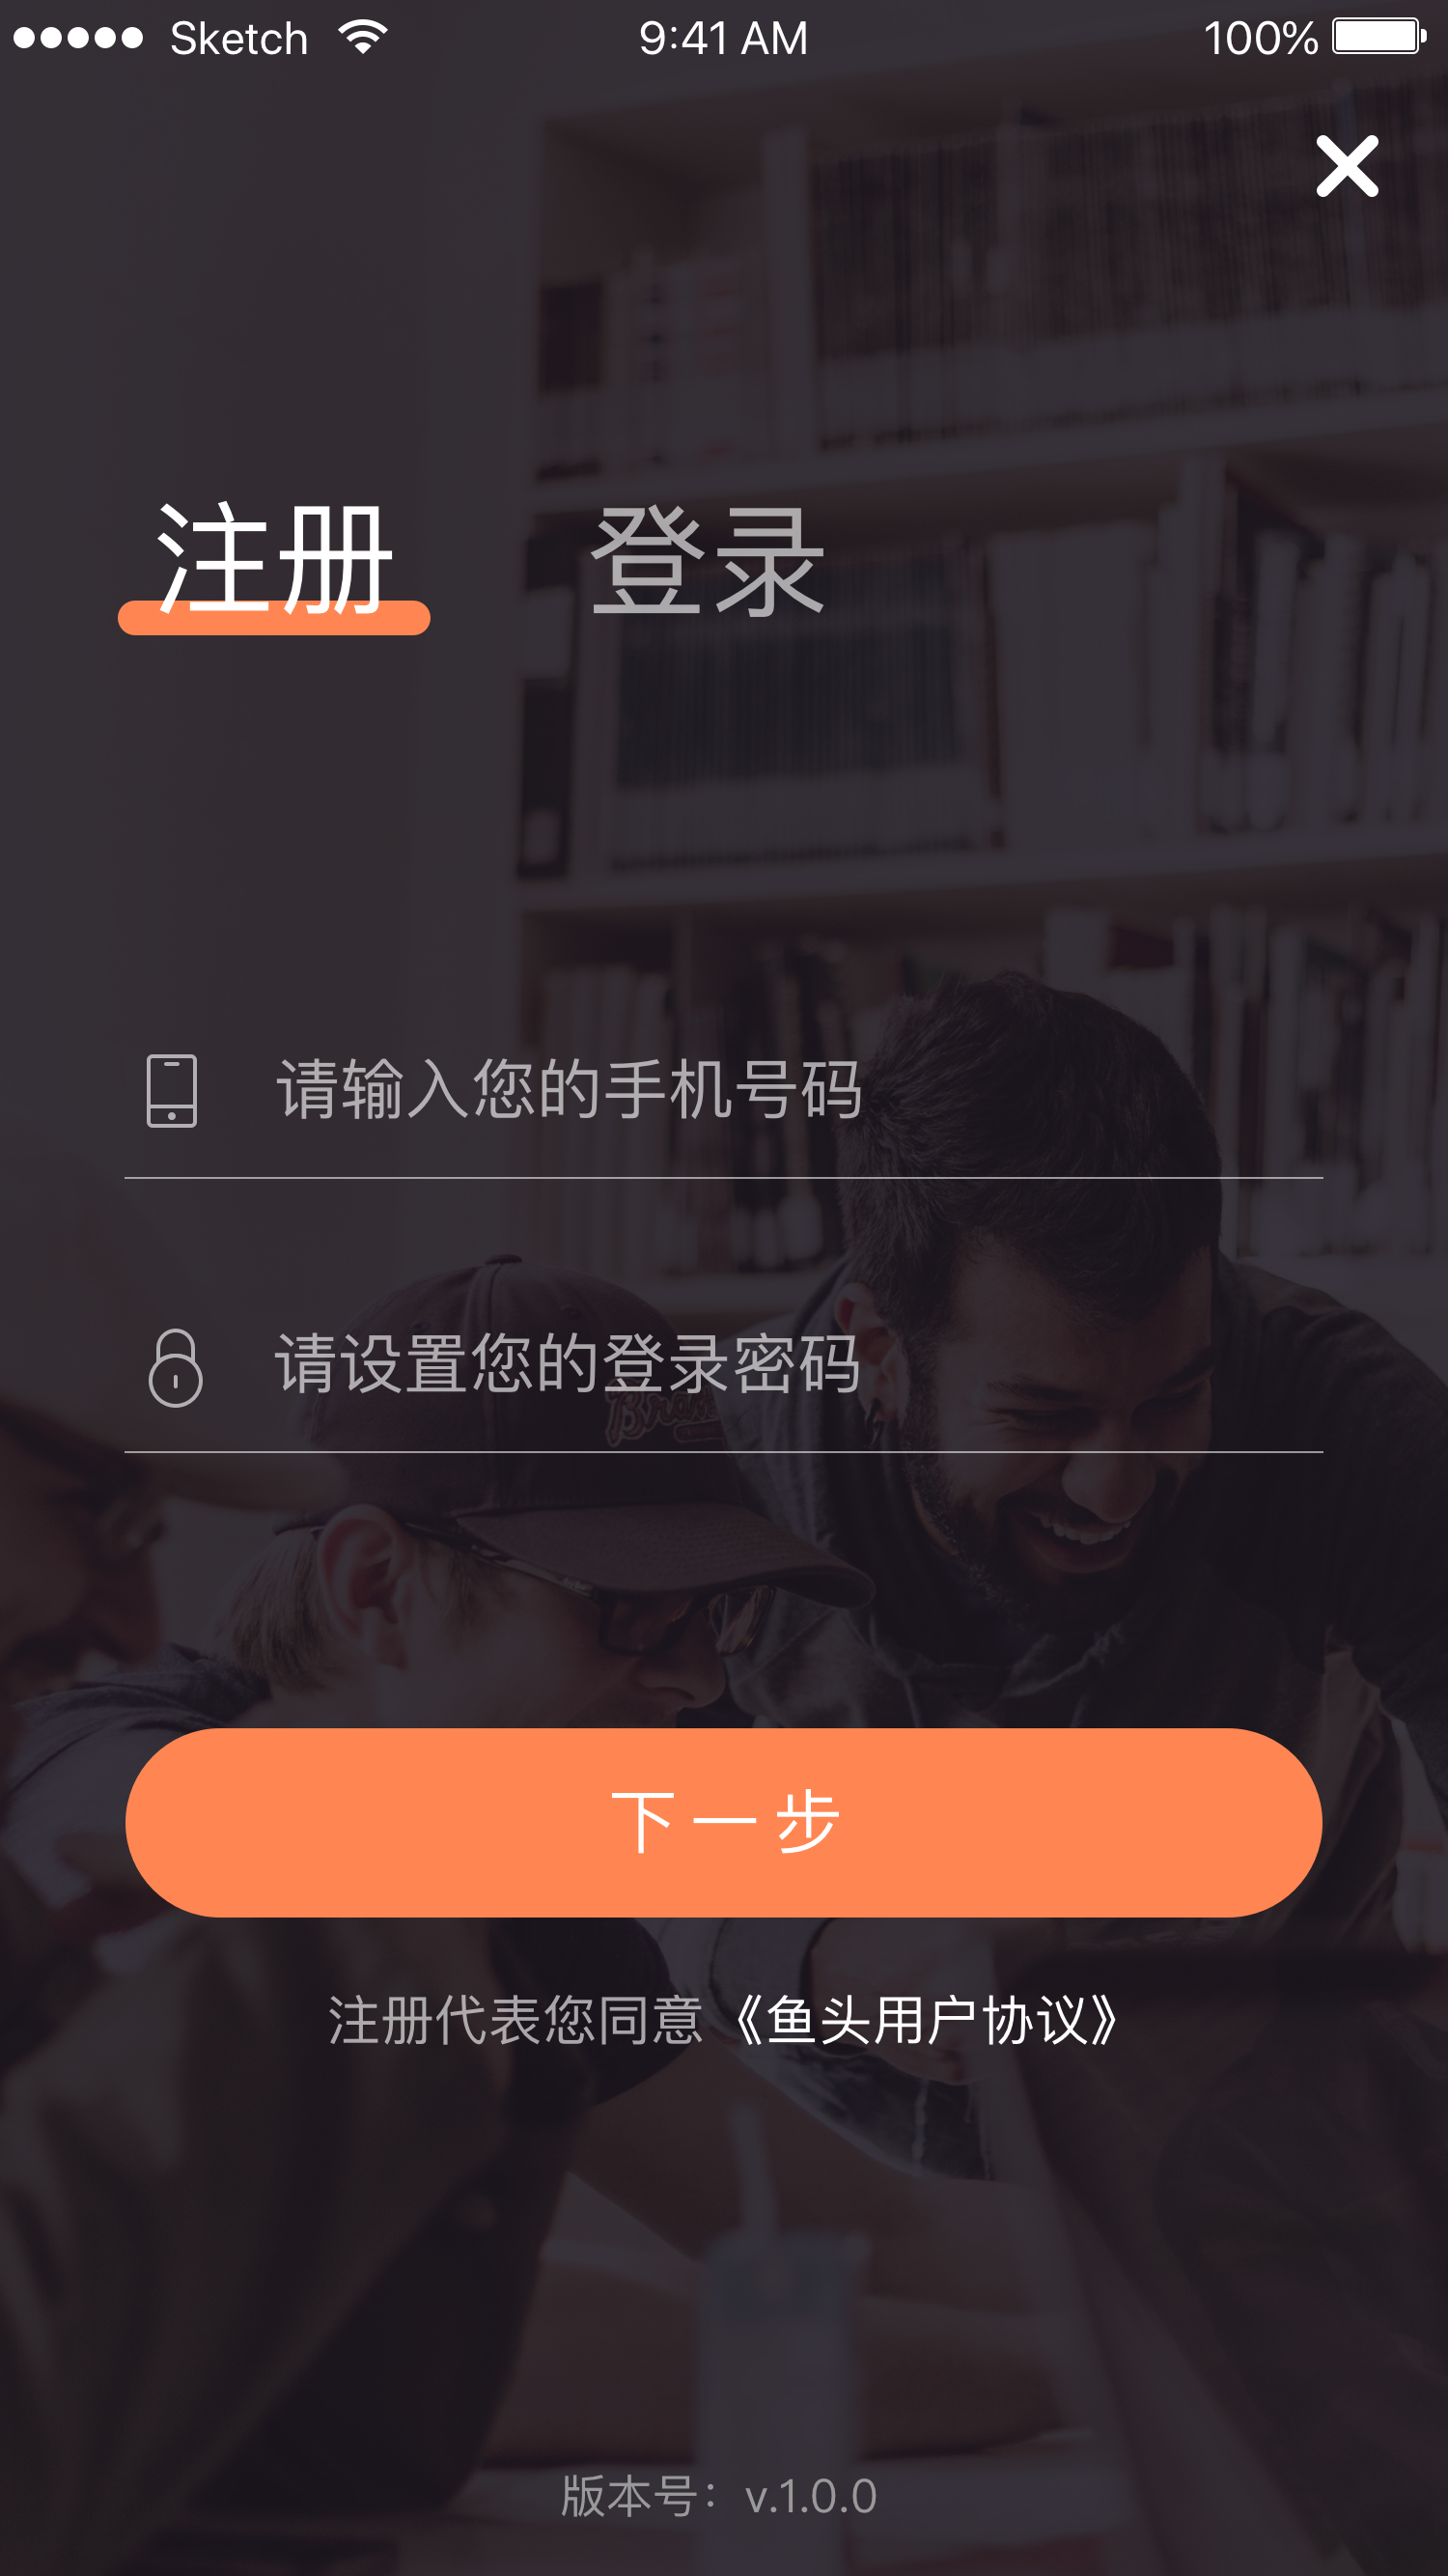 Sketch 9:41 AM 100%
注册 登录
请输入您的手机号码
请设置您的登录密码
下一步
注册代表您同意《鱼头用户协议》
版本号：v.1.0.0